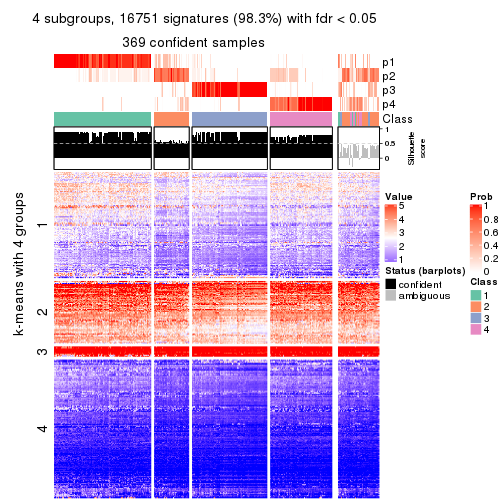 4 subgroups, 16751 signatures (98.3%) with fdr < 0.05
369 confident samples
p1
p2
p3
p4
Class
1
0.5
0
Silhouette
score
k-means with 4 groups
1
2
3
4
Value
5
4
3
2
1
Status (barplots)
confident
ambiguous
Prob
1
0.8
0.6
0.4
0.2
0
Class
1
2
3
4